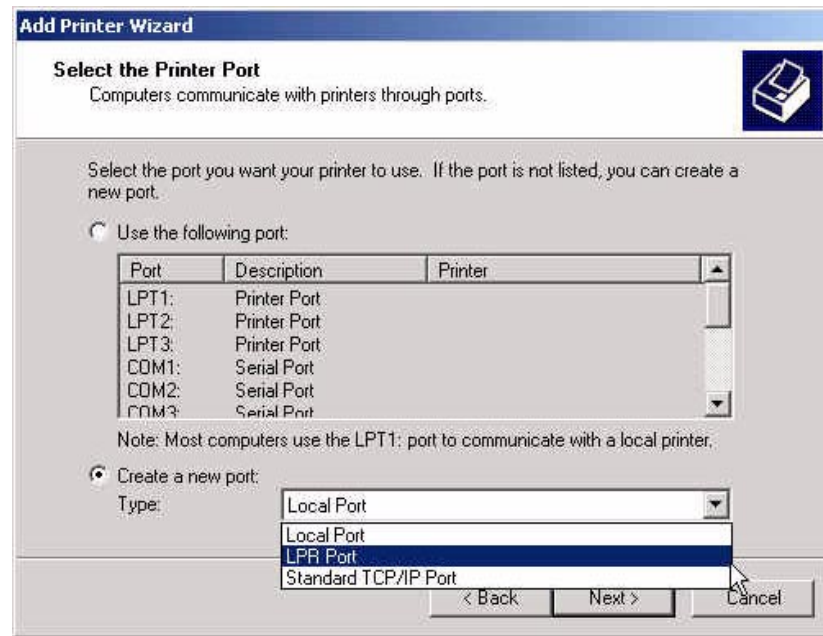 Add Printer Wizard
Select the Printer Port
Computers communicate with printers through ports.
Select the port you want your printer to use. If the port is not listed, you can create a
new port.
Use the following port:
Port Description Printer
LPT1: Printer Port
LPT2: Printer Port
LPT3: Printer Port
COM1: Serial Port
COM2: Serial Port
COM3: Serial Port
Note: Most computers use the LPT1: port to communicate with a local printer.
Create a new port:
Type: Local Port
Local Port
LPR Port
Standard TCP/IP Port
< Back Next > Cancel